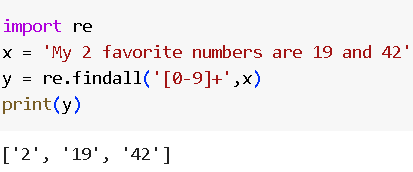 import re
x = 'My 2 favorite numbers are 19 and 42'
y = re.findall('[0-9]+',x)
print(y)
['2', '19', '42']